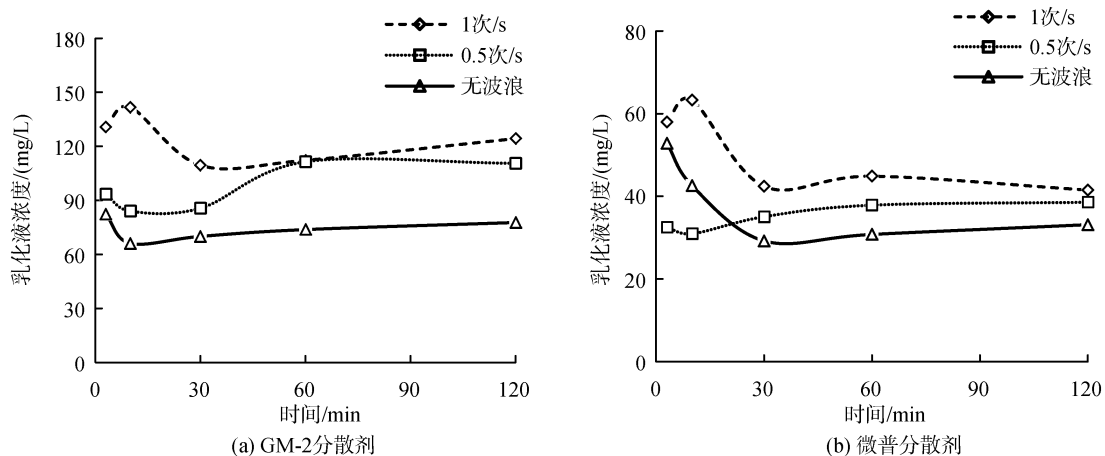 1次/s
0.5次/s
无波浪
180
150
120
90
60
30
0
乳化液浓度/(mg/L)
0 30 60 90 120
时间/min
(a) GM-2分散剂
1次/s
0.5次/s
无波浪
80
60
40
20
0
乳化液浓度/(mg/L)
0 30 60 90 120
时间/min
(b) 微普分散剂